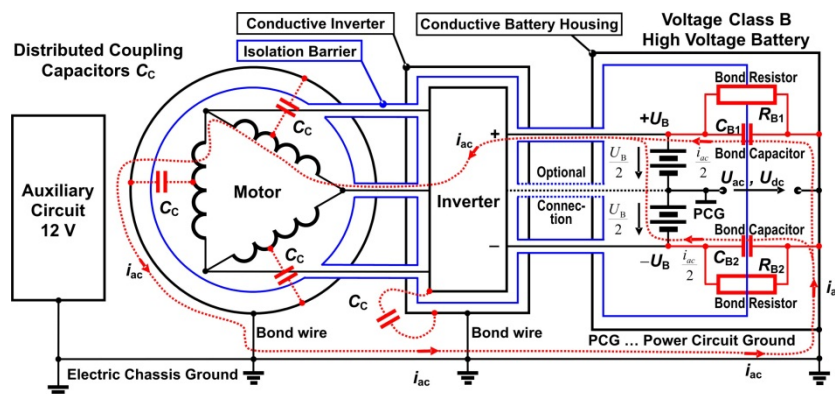 Conductive Inverter
Conductive Battery Housing
Voltage Class B
High Voltage Battery
Distributed Coupling
Capacitors CC
Isolation Barrier
Bond Resistor
RB1
CC
+UB
CB1
iac
+
Bond Capacitor
UB
2
iac
2
Auxiliary
Circuit
12 V
CC
Motor
Inverter
Optional
Connec-
tion
Uac , Udc
PCG
UB
2
Bond Capacitor
CC
−
−UB
iac
2
CB2
RB2
iac
CC
Bond Resistor
ia
Bond wire
Bond wire
PCG ... Power Circuit Ground
Electric Chassis Ground
iac